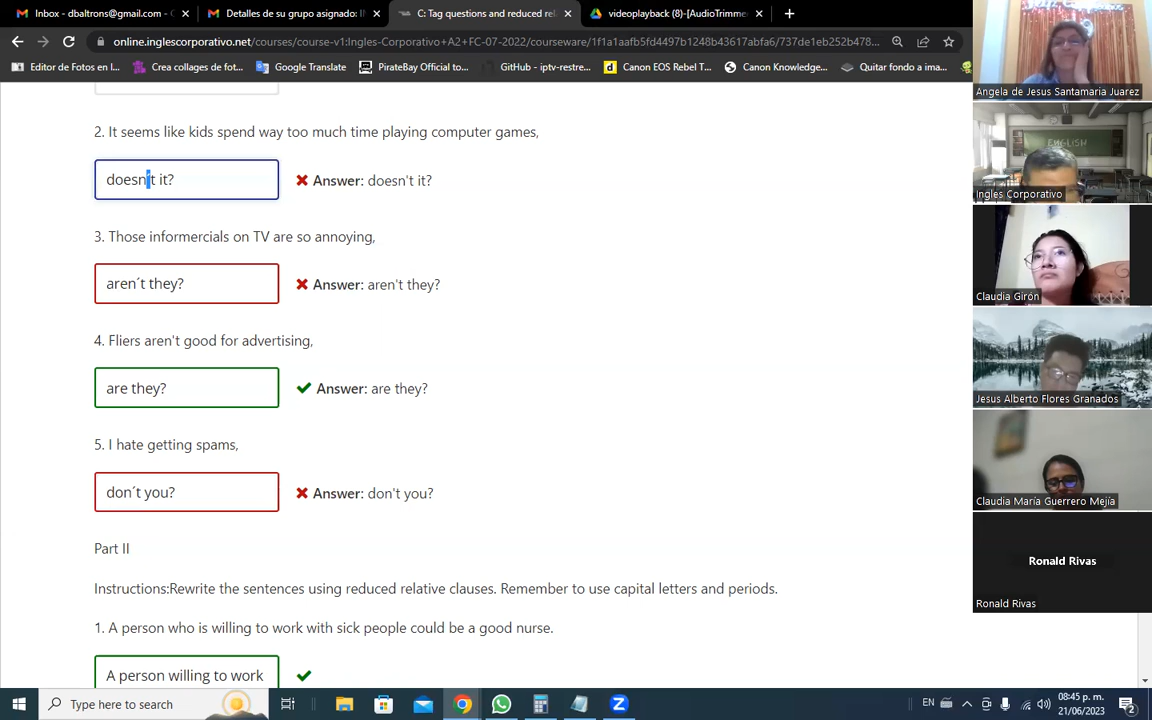 Inbox - dbaltrons@gmail.com - G
Detalles de su grupo asignado: I
C: Tag questions and reduced rel
videoplayback (8)-[AudioTrimme
online.inglescorporativo.net/courses/course-v1:Ingles-Corporativo+A2+FC-07-2022/courseware/1f1a1aafb5fd4497b1248b43617abfa6/737de1eb252b478...
Editor de Fotos en l...
Crea collages de fot...
Google Translate
PirateBay Official to...
GitHub - iptv-restre...
Canon EOS Rebel T...
Canon Knowledge...
Quitar fondo a ima...
2. It seems like kids spend way too much time playing computer games,
doesn t it?
Answer: doesn't it?
3. Those informercials on TV are so annoying,
aren´t they?
Answer: aren't they?
4. Fliers aren't good for advertising,
are they?
Answer: are they?
5. I hate getting spams,
don´t you?
Answer: don't you?
Part II
Instructions:Rewrite the sentences using reduced relative clauses. Remember to use capital letters and periods.
1. A person who is willing to work with sick people could be a good nurse.
A person willing to work
Angela de Jesus Santamaria Juarez
ENGLISH
Ingles Corporativo
Claudia Girón
Jesus Alberto Flores Granados
Claudia María Guerrero Mejía
Ronald Rivas
Ronald Rivas
Type here to search
EN
08:45 p. m.
21/06/2023
2